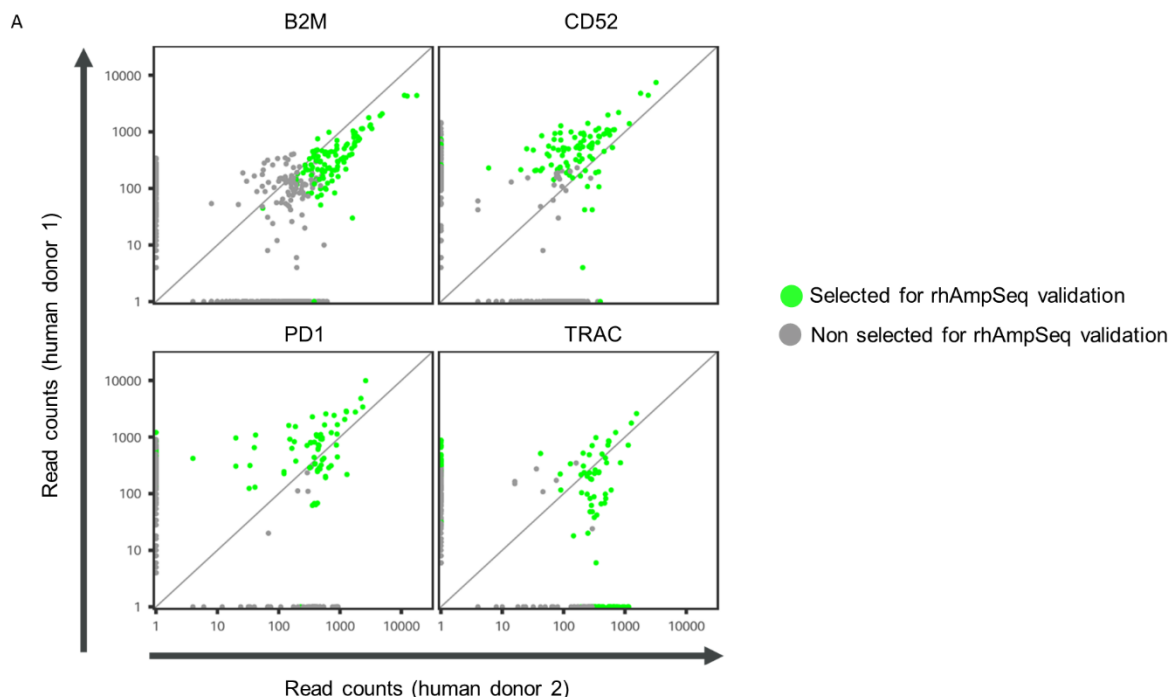 A
B2M
CD52
10000
1000
100
10
1
PD1
TRAC
10000
1000
100
10
1
1 10 100 1000 10000 1 10 100 1000 10000
Read counts (human donor 1)
Read counts (human donor 2)
Selected for rhAmpSeq validation
Non selected for rhAmpSeq validation